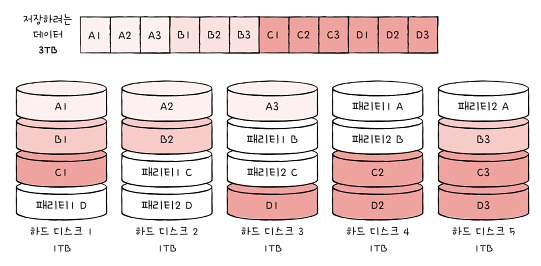 저장하려는
데이터
3TB
A1 A2 A3 B1 B2 B3 C1 C2 C3 D1 D2 D3
A1 A2 A3 패리티1 A 패리티2 A
B1 B2 패리티1 B 패리티2 B B3
C1 패리티1 C 패리티2 C C2 C3
패리티1 D 패리티2 D D1 D2 D3
하드 디스크 1 하드 디스크 2 하드 디스크 3 하드 디스크 4 하드 디스크 5
1TB 1TB 1TB 1TB 1TB